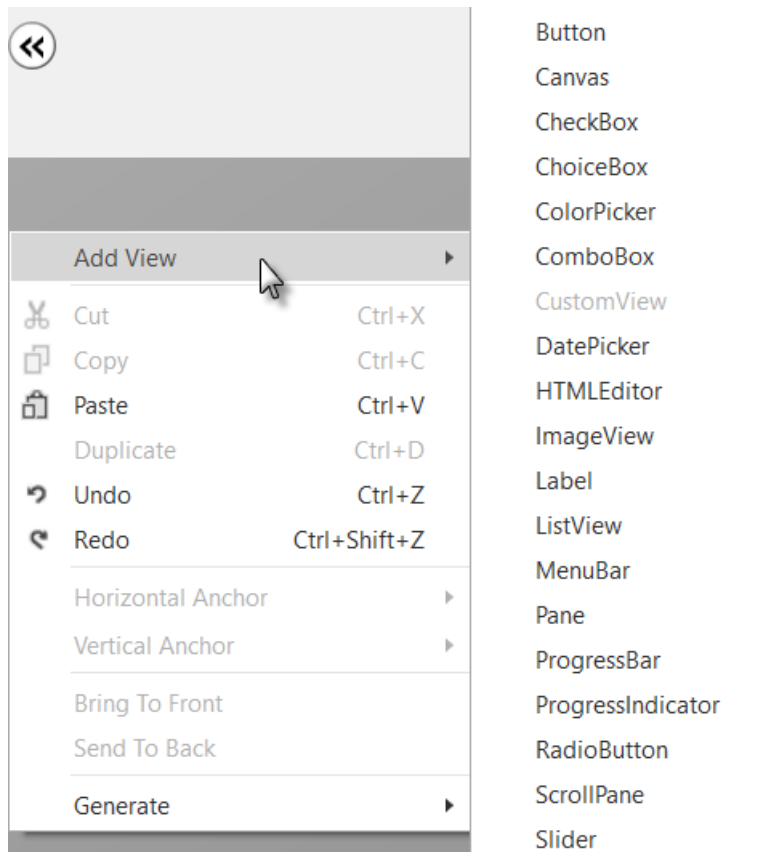 Add View
Cut Ctrl+X
Copy Ctrl+C
Paste Ctrl+V
Duplicate Ctrl+D
Undo Ctrl+Z
Redo Ctrl+Shift+Z
Horizontal Anchor
Vertical Anchor
Bring To Front
Send To Back
Generate
Button
Canvas
CheckBox
ChoiceBox
ColorPicker
ComboBox
CustomView
DatePicker
HTMLEditor
ImageView
Label
ListView
MenuBar
Pane
ProgressBar
ProgressIndicator
RadioButton
ScrollPane
Slider